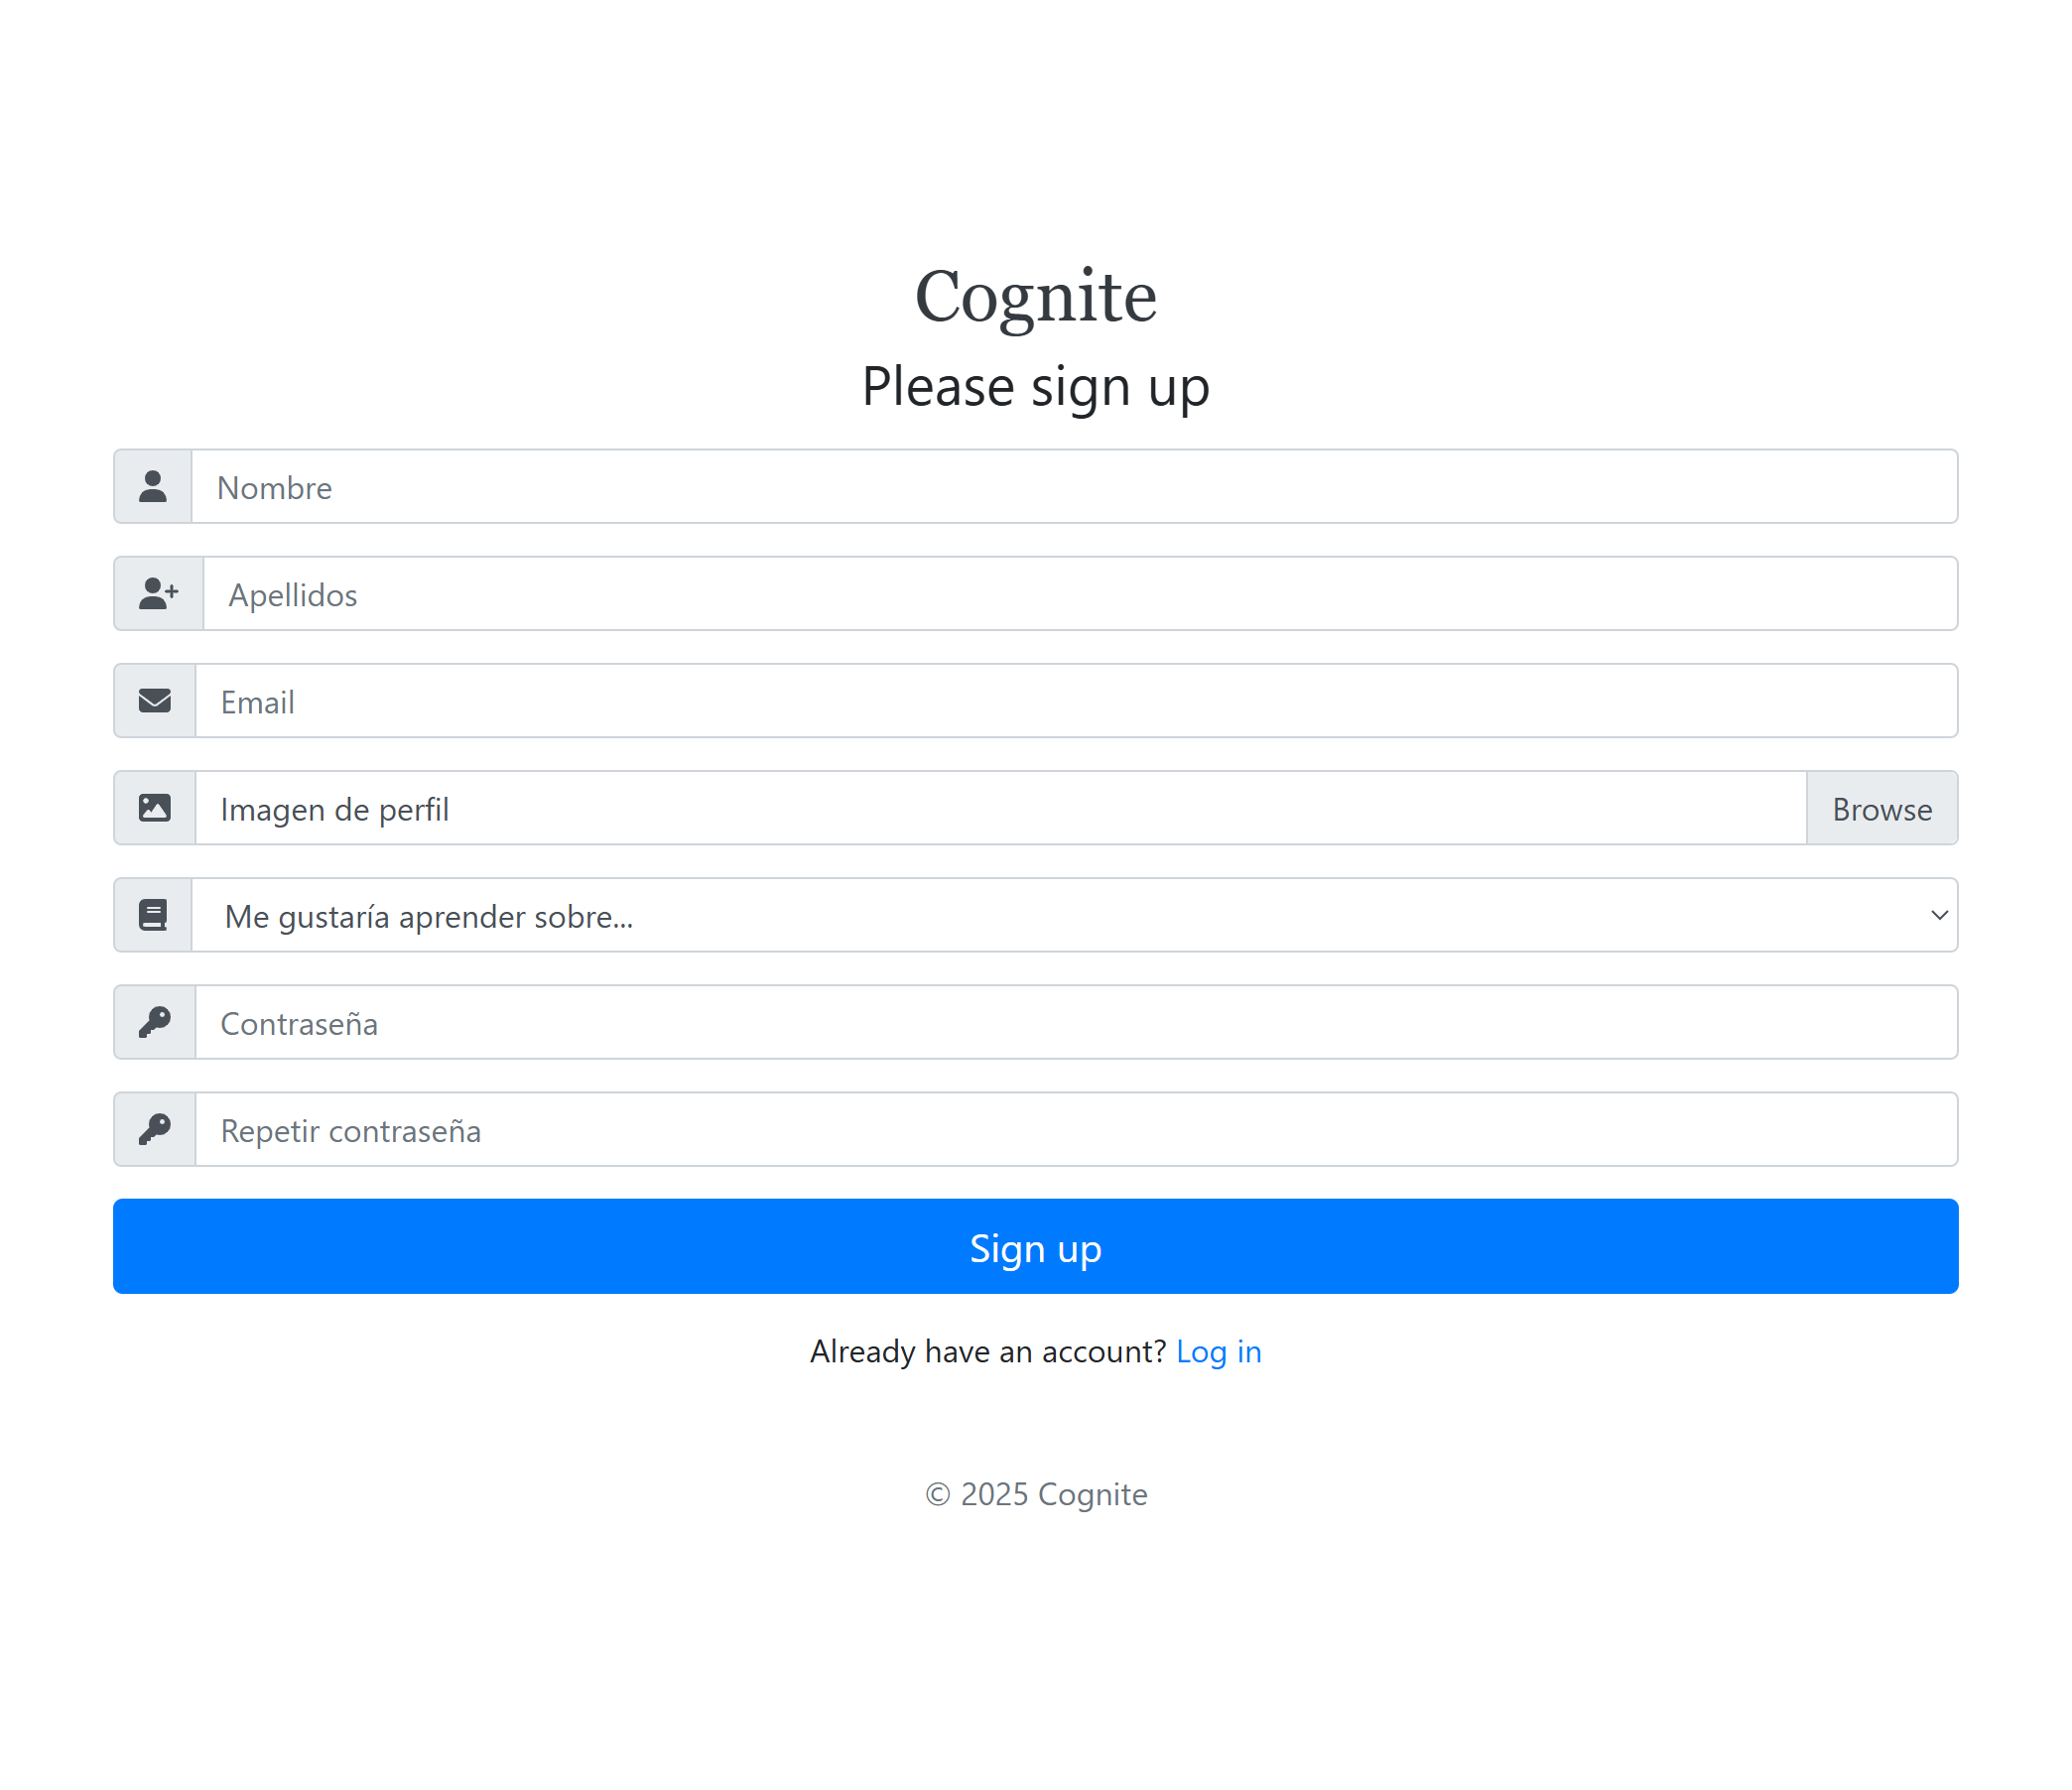 Cognite
Please sign up
Nombre
Apellidos
Email
Imagen de perfil
Browse
Me gustaría aprender sobre...
Contraseña
Repetir contraseña
Sign up
Already have an account? Log in
© 2025 Cognite